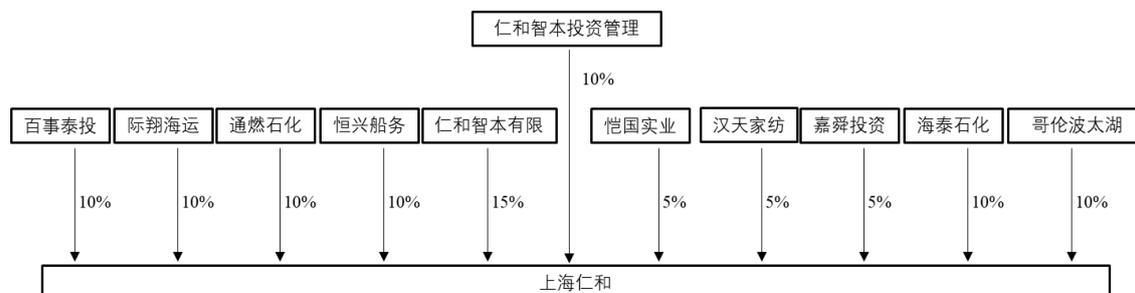 仁和智本投资管理
10%
百事泰投
际翔海运
通燃石化
恒兴船务
仁和智本有限
恺国实业
汉天家纺
嘉舜投资
海泰石化
哥伦波太湖
10%
10%
10%
10%
15%
5%
5%
5%
10%
10%
上海仁和